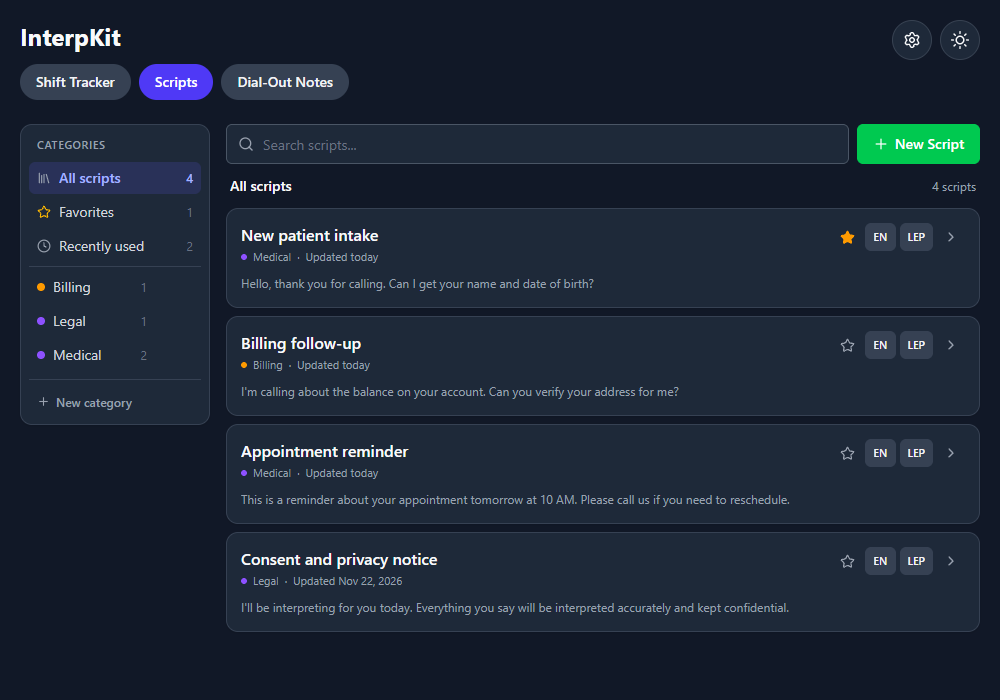 InterpKit
Shift Tracker
Scripts
Dial-Out Notes
CATEGORIES
All scripts 4
Favorites 1
Recently used 2
Billing 1
Legal 1
Medical 2
+ New category
Search scripts...
+ New Script
All scripts
4 scripts
New patient intake
EN LEP
Medical · Updated today
Hello, thank you for calling. Can I get your name and date of birth?
Billing follow-up
EN LEP
Billing · Updated today
I'm calling about the balance on your account. Can you verify your address for me?
Appointment reminder
EN LEP
Medical · Updated today
This is a reminder about your appointment tomorrow at 10 AM. Please call us if you need to reschedule.
Consent and privacy notice
EN LEP
Legal · Updated Nov 22, 2026
I'll be interpreting for you today. Everything you say will be interpreted accurately and kept confidential.